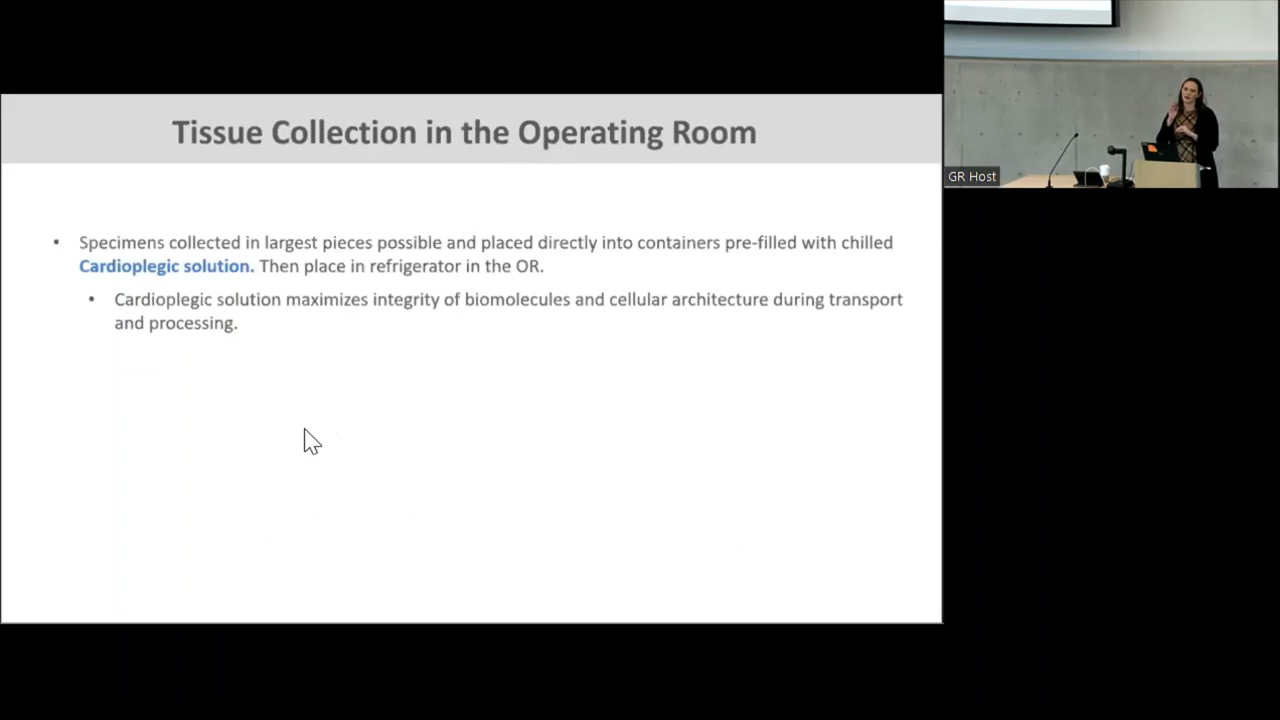 Tissue Collection in the Operating Room
• Specimens collected in largest pieces possible and placed directly into containers pre-filled with chilled
Cardioplegic solution. Then place in refrigerator in the OR.
• Cardioplegic solution maximizes integrity of biomolecules and cellular architecture during transport
and processing.
GR Host